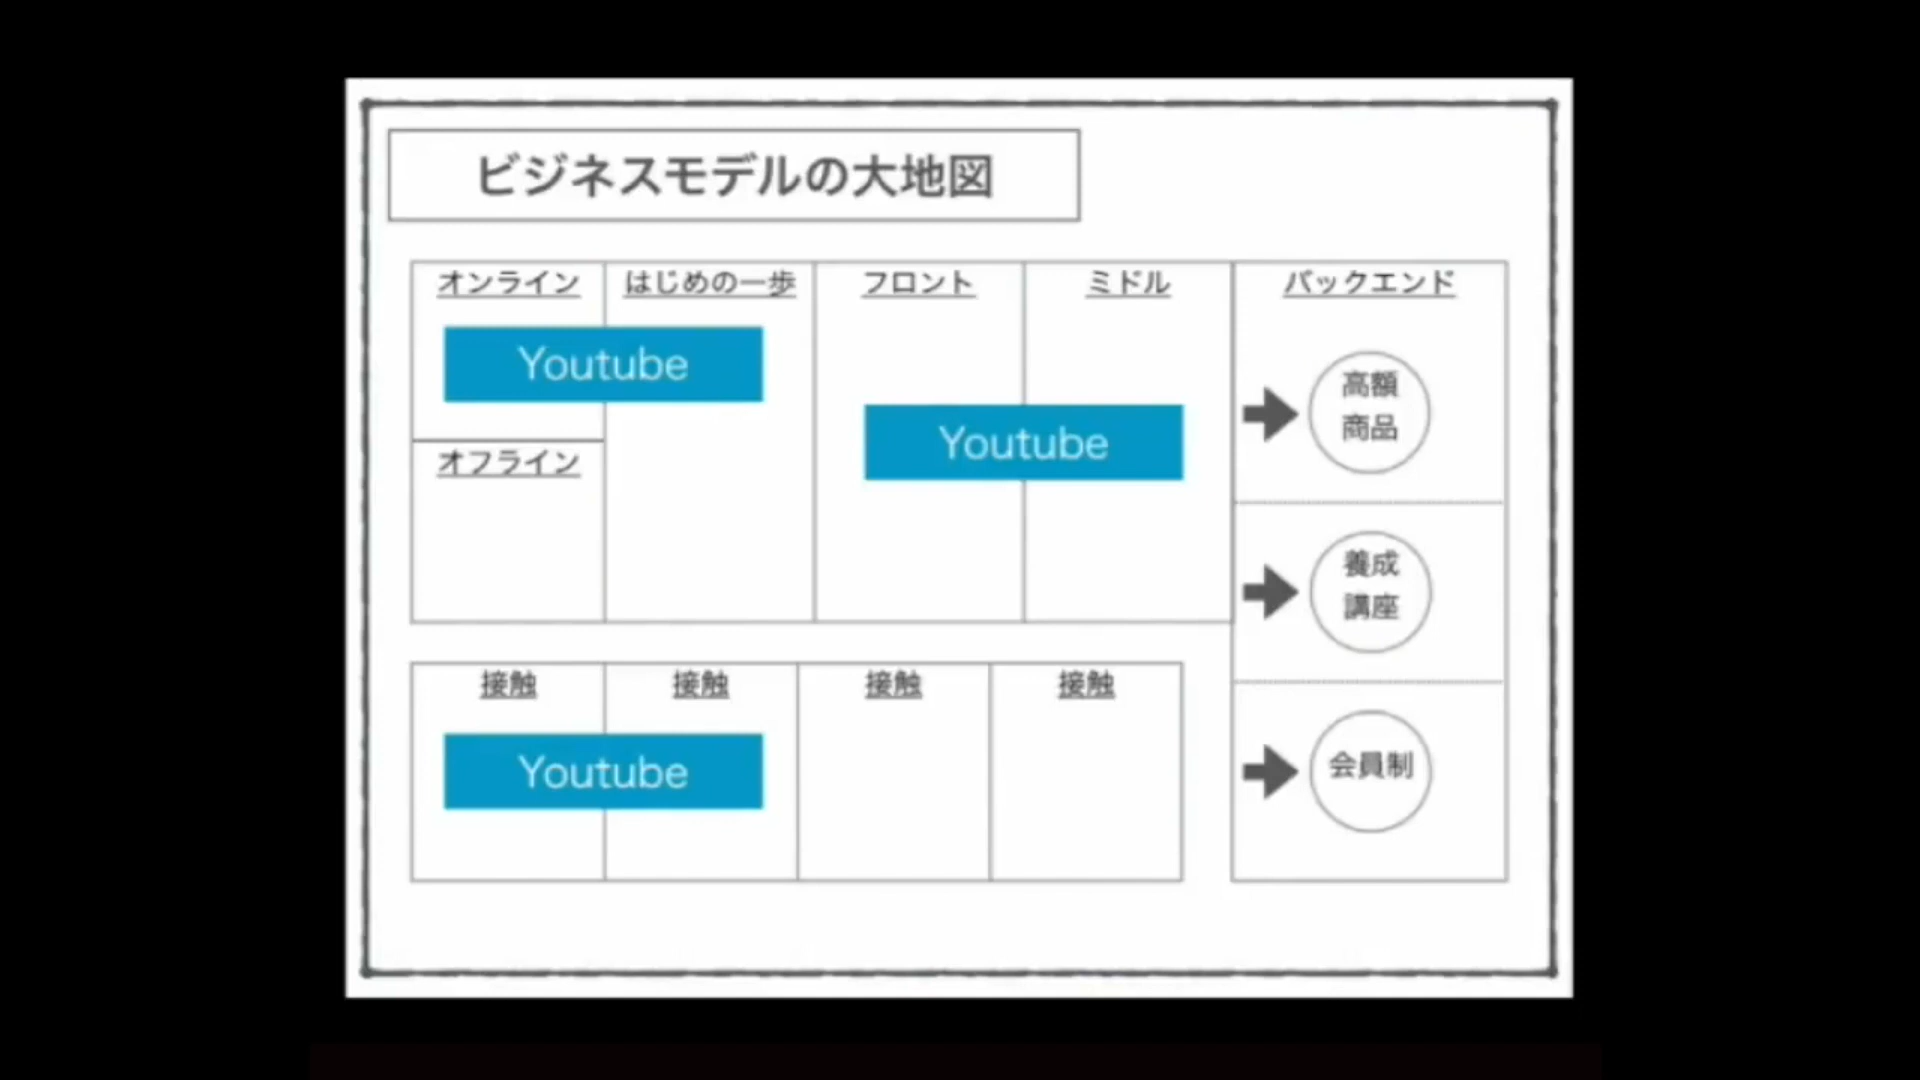 ビジネスモデルの大地図
オンライン
はじめの一歩
フロント
ミドル
バックエンド
Youtube
Youtube
高額
商品
オフライン
養成
講座
接触
接触
接触
接触
Youtube
会員制